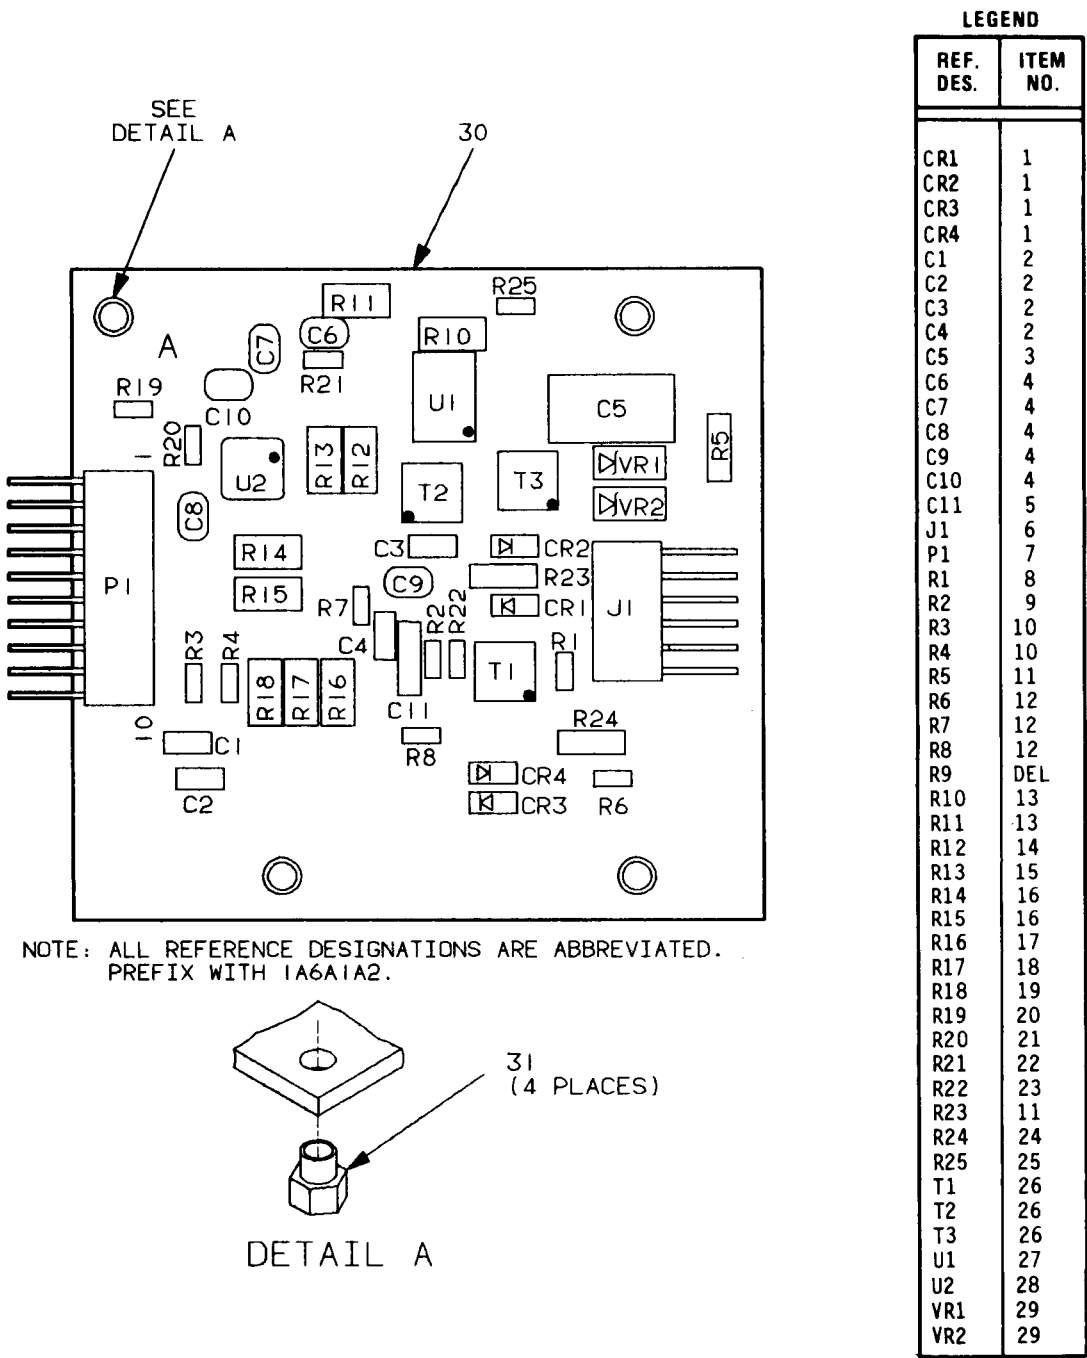 SEE
DETAIL A
30
R11
R25
C6
C7
R10
A
R21
R19
C10
U1
C5
R20
R13
R12
R5
VR1
1
U2
T2
T3
VR2
C8
C3
CR2
R14
C9
R23
P1
R15
R7
CR1
J1
R2
R22
C4
R1
R3
R4
T1
R18
R17
R16
C11
R24
10
C1
R8
C2
CR4
CR3
R6
NOTE: ALL REFERENCE DESIGNATIONS ARE ABBREVIATED.
PREFIX WITH 1A6A1A2.
31
(4 PLACES)
DETAIL A
LEGEND
REF. DES. ITEM NO.
CR1 1
CR2 1
CR3 1
CR4 1
C1 2
C2 2
C3 2
C4 2
C5 3
C6 4
C7 4
C8 4
C9 4
C10 4
C11 5
J1 6
P1 7
R1 8
R2 9
R3 10
R4 10
R5 11
R6 12
R7 12
R8 12
R9 DEL
R10 13
R11 13
R12 14
R13 15
R14 16
R15 16
R16 17
R17 18
R18 19
R19 20
R20 21
R21 22
R22 23
R23 11
R24 24
R25 25
T1 26
T2 26
T3 26
U1 27
U2 28
VR1 29
VR2 29